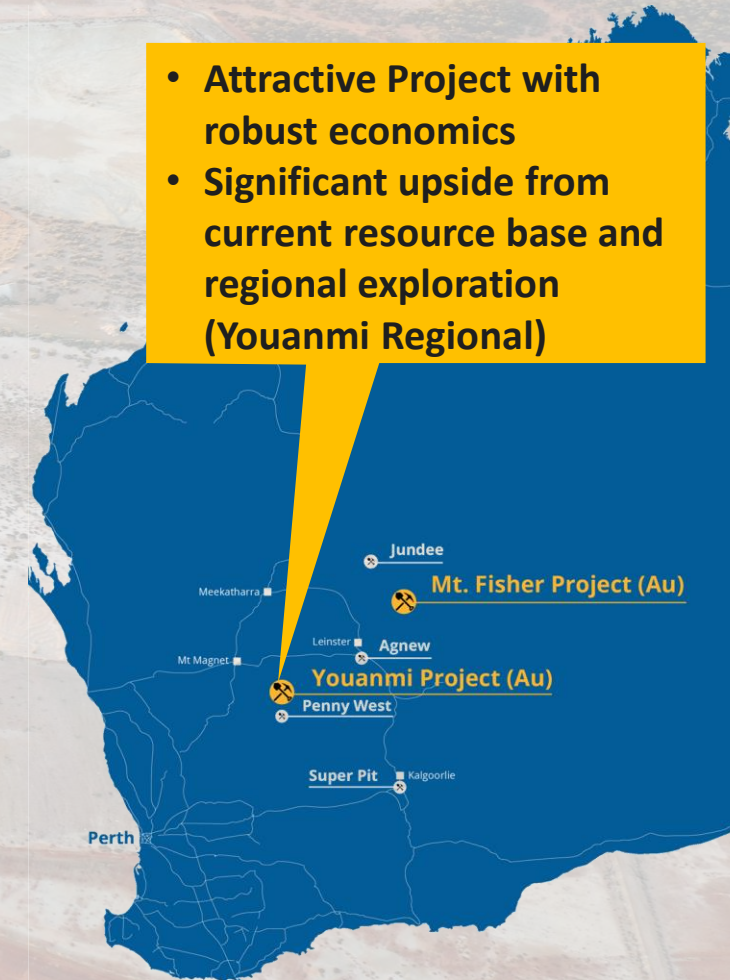 • Attractive Project with
robust economics
• Significant upside from
current resource base and
regional exploration
(Youanmi Regional)
Jundee
Mt. Fisher Project (Au)
Meekatharra
Leinster
Agnew
Mt Magnet
Youanmi Project (Au)
Penny West
Super Pit
Kalgoorlie
Perth